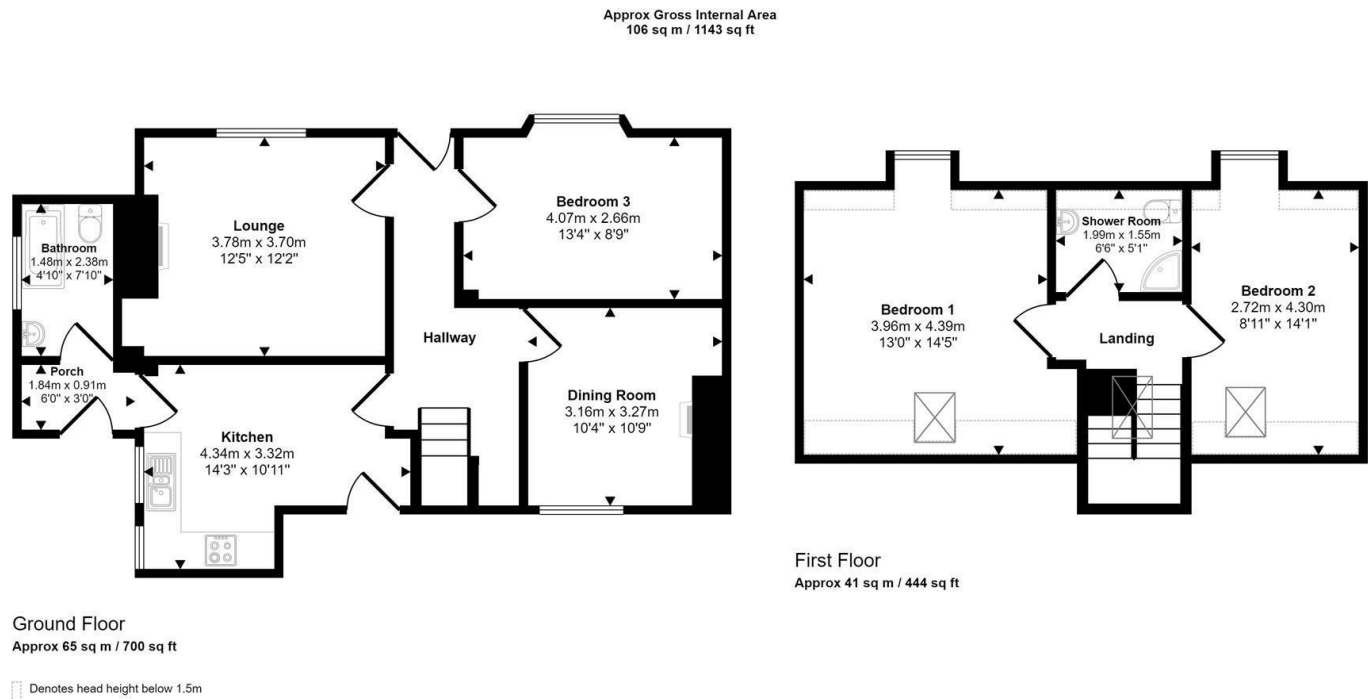 Approx Gross Internal Area
106 sq m / 1143 sq ft
Bedroom 3
4.07m x 2.66m
13'4" x 8'9"
Lounge
3.78m x 3.70m
12'5" x 12'2"
Bathroom
1.48m x 2.38m
4'10" x 7'10"
Hallway
Porch
1.84m x 0.91m
6'0" x 3'0"
Dining Room
3.16m x 3.27m
10'4" x 10'9"
Kitchen
4.34m x 3.32m
14'3" x 10'11"
Shower Room
1.99m x 1.55m
6'6" x 5'1"
Bedroom 1
3.96m x 4.39m
13'0" x 14'5"
Bedroom 2
2.72m x 4.30m
8'11" x 14'1"
Landing
First Floor
Approx 41 sq m / 444 sq ft
Ground Floor
Approx 65 sq m / 700 sq ft
Denotes head height below 1.5m